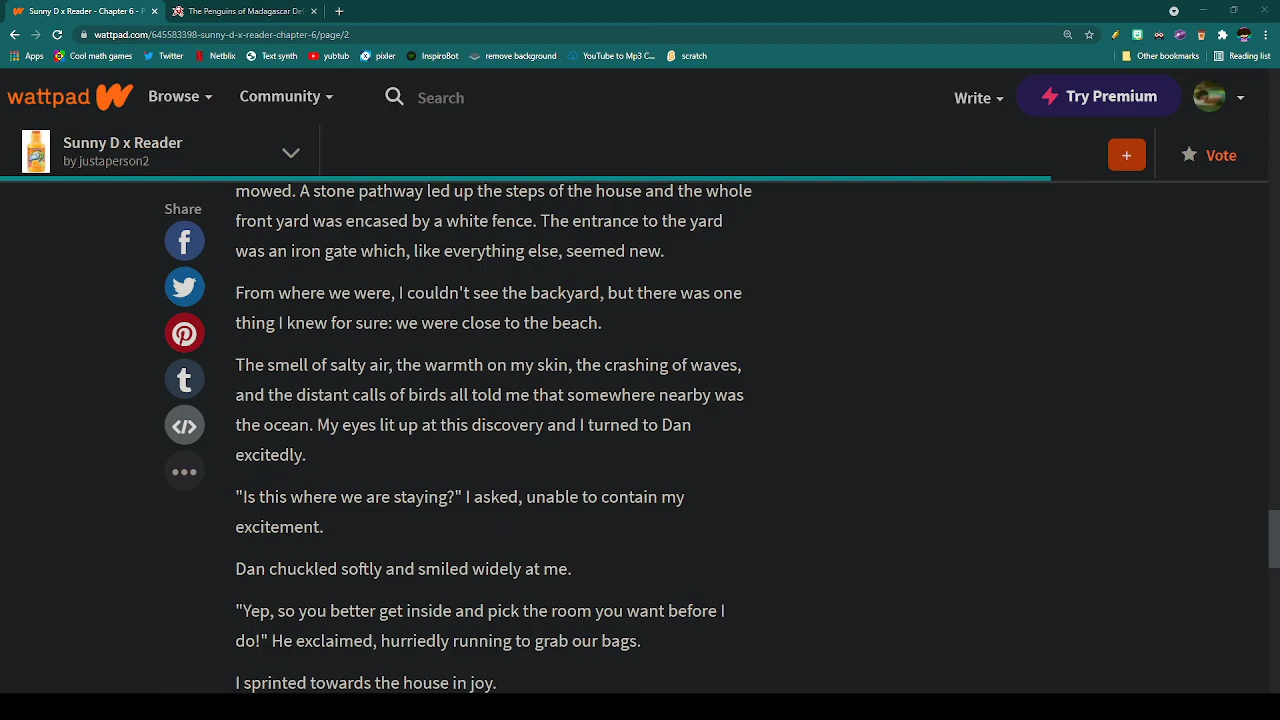 Sunny D x Reader - Chapter 6 - P
The Penguins of Madagascar De
wattpad.com/645583398-sunny-d-x-reader-chapter-6/page/2
Apps Cool math games Twitter Netblix Text synth yubtub pixler InspiroBot remove background YouTube to Mp3 C... scratch Other bookmarks Reading list
wattpad Browse Community Search Write Try Premium
Sunny D x Reader
by justaperson2
+ Vote
Share
mowed. A stone pathway led up the steps of the house and the whole
front yard was encased by a white fence. The entrance to the yard
was an iron gate which, like everything else, seemed new.
From where we were, I couldn't see the backyard, but there was one
thing I knew for sure: we were close to the beach.
The smell of salty air, the warmth on my skin, the crashing of waves,
and the distant calls of birds all told me that somewhere nearby was
the ocean. My eyes lit up at this discovery and I turned to Dan
excitedly.
"Is this where we are staying?" I asked, unable to contain my
excitement.
Dan chuckled softly and smiled widely at me.
"Yep, so you better get inside and pick the room you want before I
do!" He exclaimed, hurriedly running to grab our bags.
I sprinted towards the house in joy.